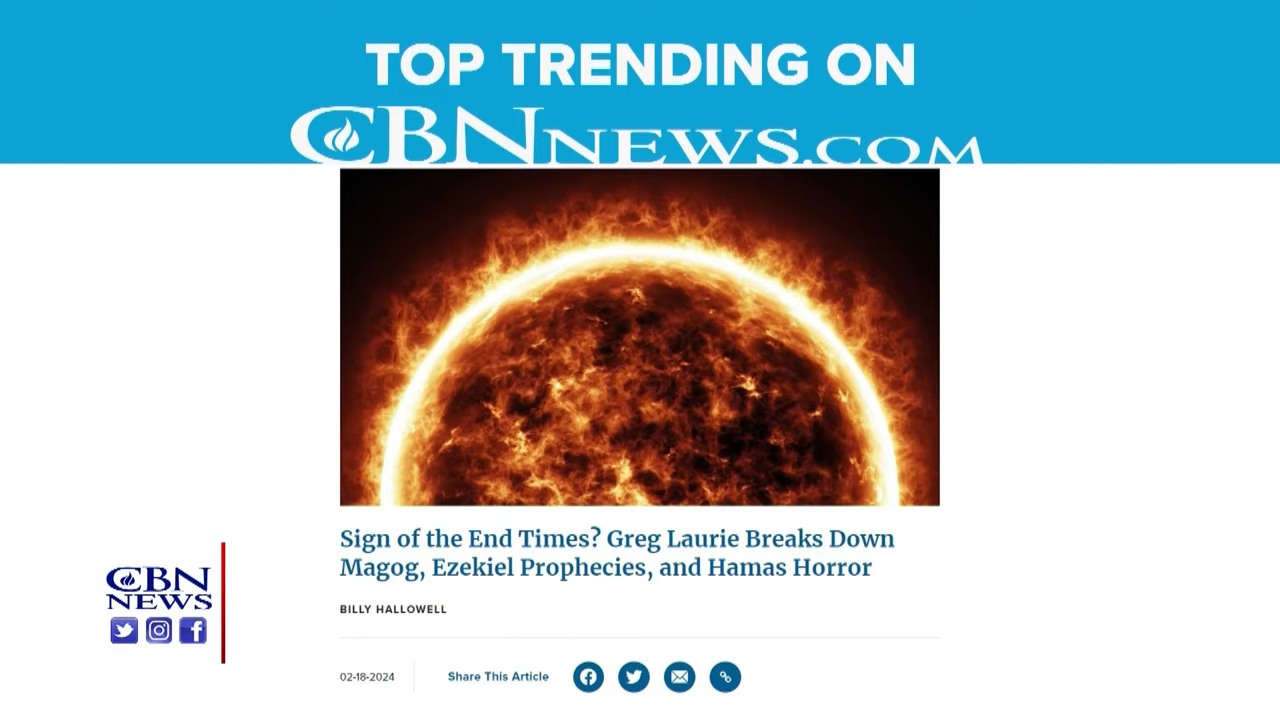 TOP TRENDING ON
CBNNEWS.COM
Sign of the End Times? Greg Laurie Breaks Down
Magog, Ezekiel Prophecies, and Hamas Horror
BILLY HALLOWELL
CBN
NEWS
02-18-2024
Share This Article